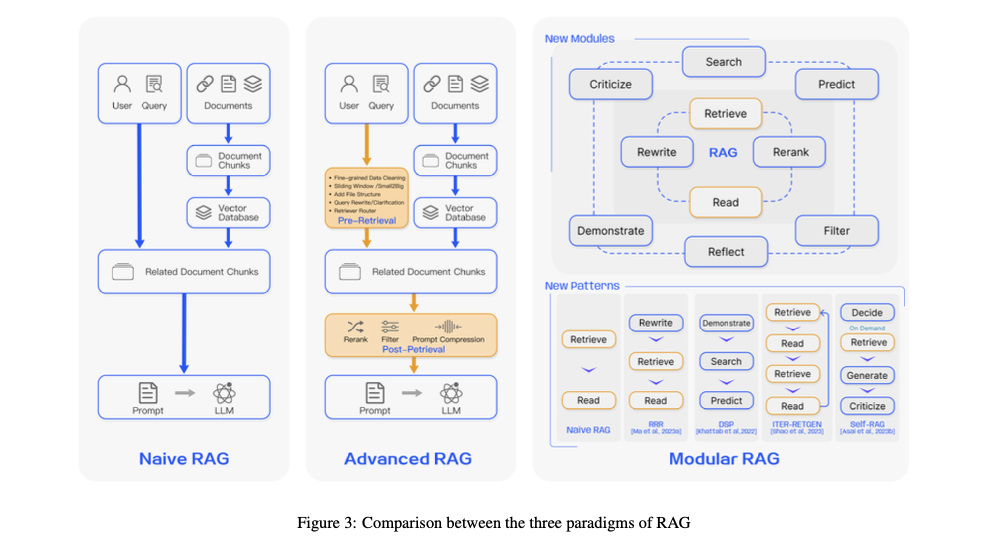 User Query
Documents
Document
Chunks
Vector
Database
Related Document Chunks
Prompt
LLM
Naive RAG
User Query
Documents
• Fine-grained Data Cleaning
• Sliding Window /Small2Big
• Add File Structure
• Query Rewrite/Clarification
• Retriever Router
Pre-Retrieval
Document
Chunks
Vector
Database
Related Document Chunks
Rerank Filter Prompt Compression
Post-Petrieval
Prompt
LLM
Advanced RAG
New Modules
Search
Criticize
Predict
Retrieve
Rewrite
RAG
Rerank
Read
Demonstrate
Filter
Reflect
New Patterns
Retrieve
Read
Naive RAG
Rewrite
Retrieve
Read
RRR
[Ma et al., 2023a]
Demonstrate
Search
Predict
DSP
[Khattab et al., 2022]
Retrieve
Read
Retrieve
Read
ITER-RETGEN
[Shao et al., 2023]
Decide
On Demand
Retrieve
Generate
Criticize
Self-RAG
[Asai et al., 2023b]
Modular RAG
Figure 3: Comparison between the three paradigms of RAG